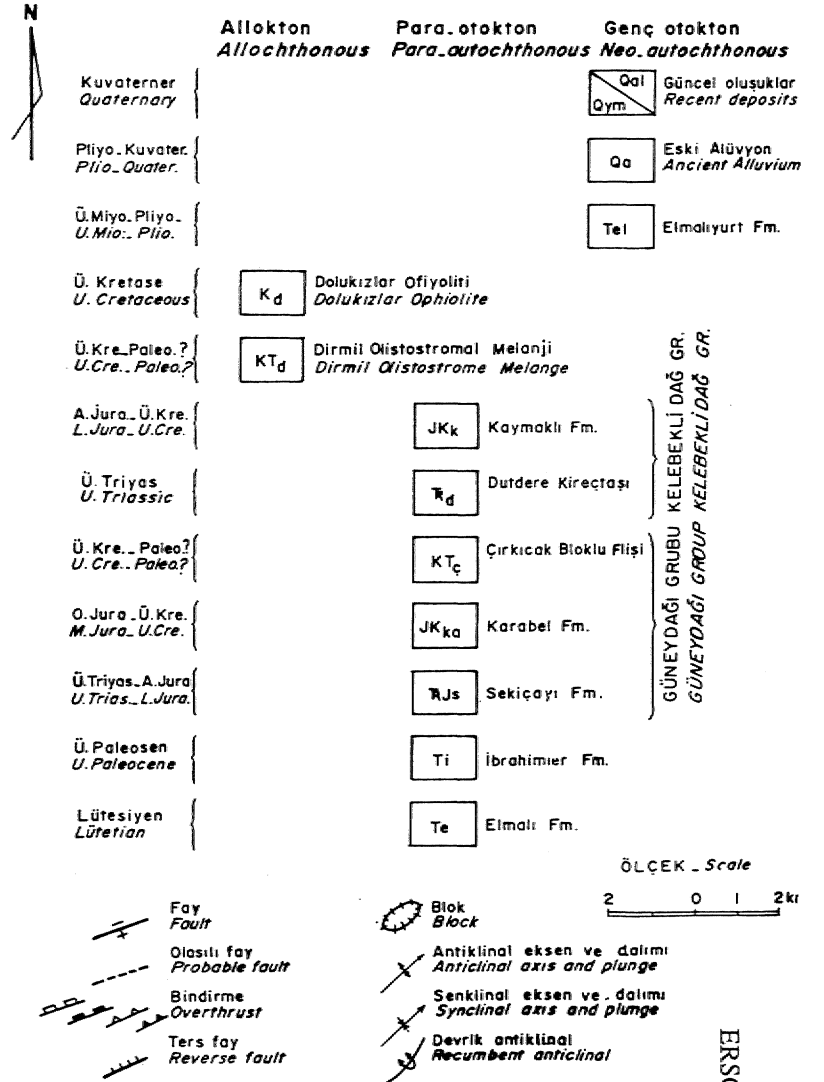 N
Allokton Para_otokton Genç otokton
Allochthonous Para_autochthonous Neo_autochthonous
Kuvaterner Qal Güncel oluşuklar
Quaternary Qym Recent deposits
Pliyo_Kuvater. Qa Eski Alüvyon
Plio_Quater. Ancient Alluvium
Ü.Miyo_Pliyo_ Tel Elmalıyurt Fm.
U.Mio:_ Plio.
Ü. Kretase Kd Dolukızlar Ofiyoliti
U. Cretaceous Dolukızlar Ophiolite
Ü.Kre_Paleo.? KTd Dirmil Olistostromal Melanji
U.Cre._Paleo.? Dirmil Olistostrome Melange
A.Jura_Ü.Kre. JKk Kaymaklı Fm.
L.Jura_U.Cre.
Ü.Triyas TRd Dutdere Kireçtaşı
U.Triassic
Ü.Kre._Paleo? KTç Çırkıcak Bloklu Flişi
U.Cre._Paleo?
O.Jura_Ü.Kre. JKka Karabel Fm.
M.Jura_U.Cre.
Ü.Triyas_A.Jura TRJs Sekiçayı Fm.
U.Trias._L.Jura.
Ü.Paleosen Ti İbrahimler Fm.
U.Paleocene
Lütesiyen Te Elmalı Fm.
Lütetian
GÜNEYDAĞI GRUBU KELEBEKLİDAĞ GR.
GÜNEYDAĞI GROUP KELEBEKLİDAĞ GR.
ÖLÇEK _ Scale
2 0 1 2
Fay
Fault
Olasılı fay
Probable fault
Bindirme
Overthrust
Ters fay
Reverse fault
Blok
Block
Antiklinal eksen ve dalımı
Anticlinal axis and plunge
Senklinal eksen ve dalımı
Synclinal axis and plunge
Devrik antiklinal
Recumbent anticlinal